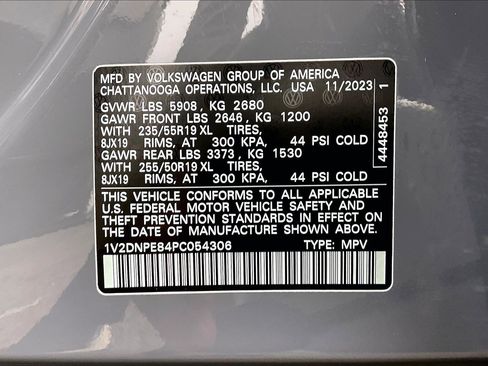 MFD BY VOLKSWAGEN GROUP OF AMERICA
CHATTANOOGA OPERATIONS, LLC. USA 11/2023
GVWR LBS 5908, KG 2680
GAWR FRONT LBS 2646, KG 1200
WITH 235/55R19 XL TIRES,
8JX19 RIMS, AT 300 KPA, 44 PSI COLD
GAWR REAR LBS 3373, KG 1530
WITH 255/50R19 XL TIRES,
8JX19 RIMS, AT 300 KPA, 44 PSI COLD
THIS VEHICLE CONFORMS TO ALL APPLICABLE
U.S. FEDERAL MOTOR VEHICLE SAFETY AND
THEFT PREVENTION STANDARDS IN EFFECT ON THE
DATE OF MANUFACTURE SHOWN ABOVE.
1V2DNPE84PC054306 TYPE: MPV
4448453 1